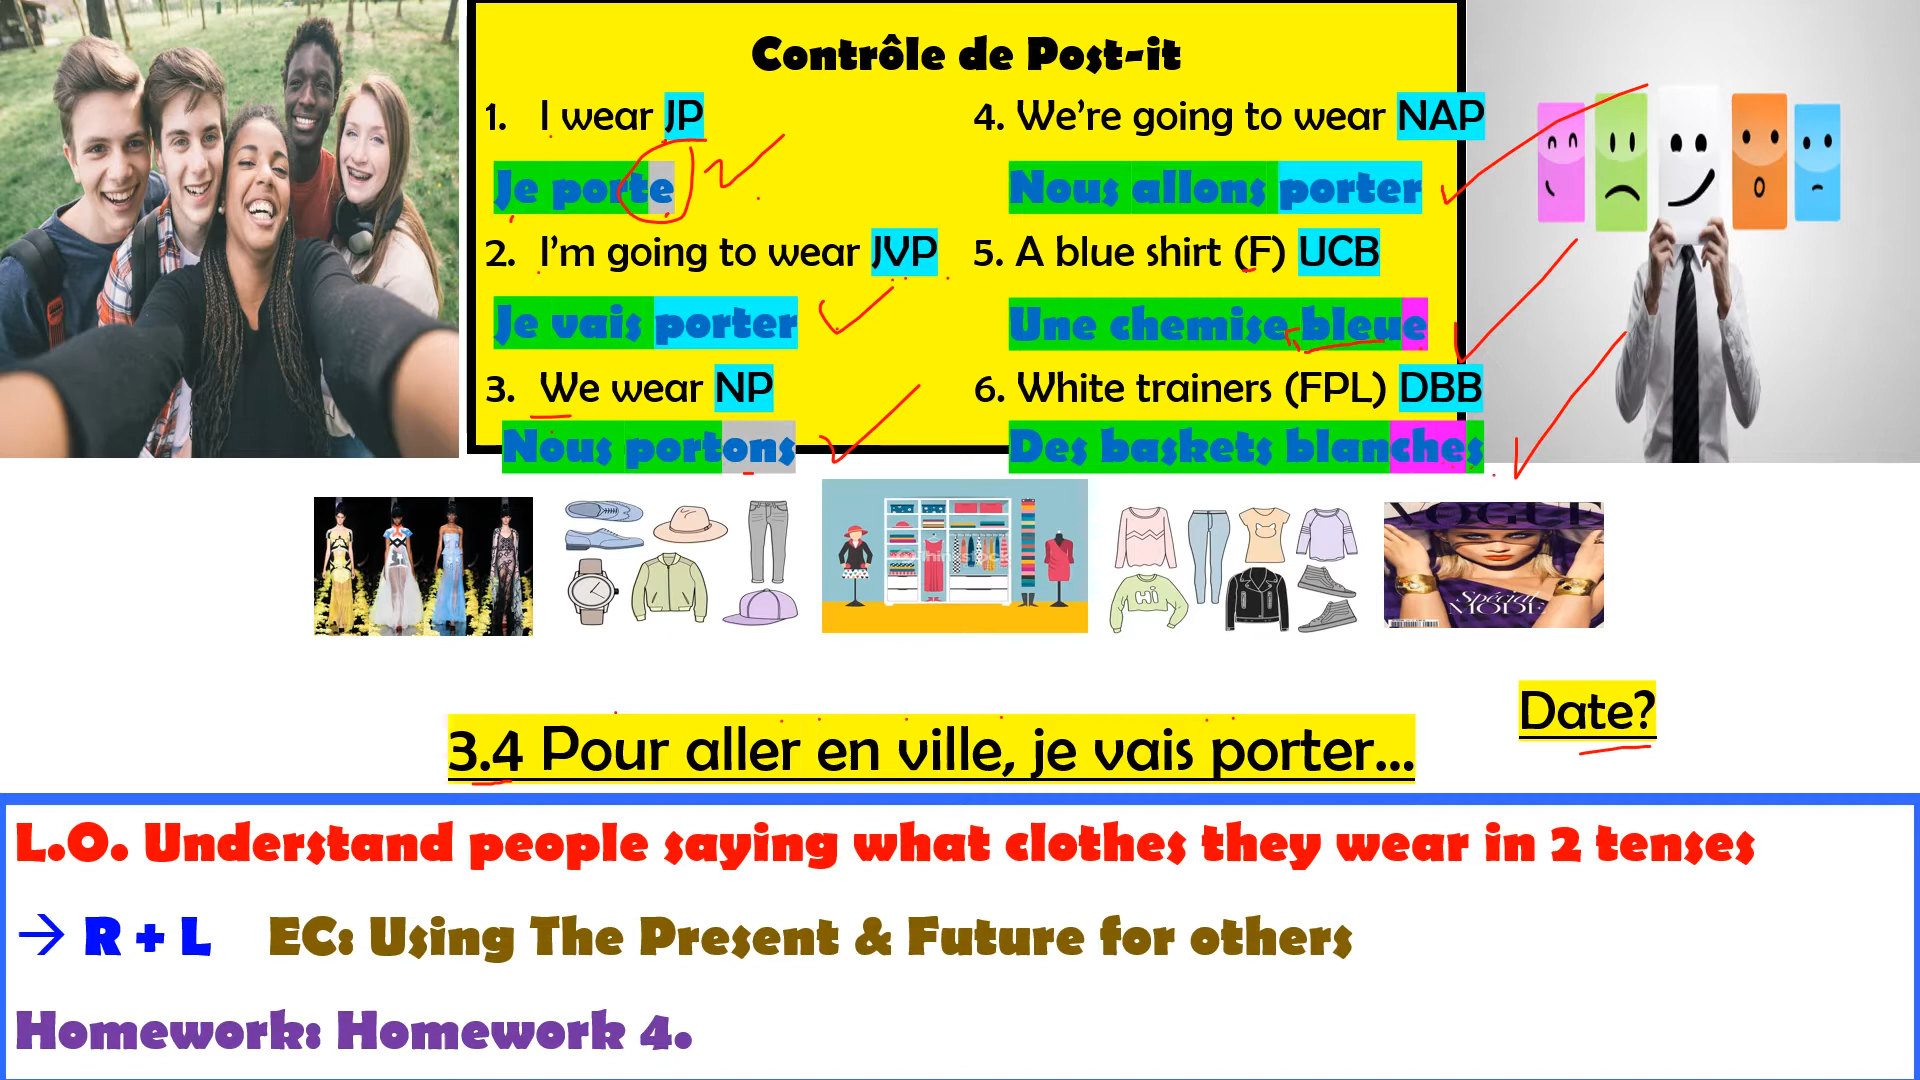 Contrôle de Post-it
1. I wear JP
Je porte
2. I'm going to wear JVP
Je vais porter
3. We wear NP
Nous portons
4. We're going to wear NAP
Nous allons porter
5. A blue shirt (F) UCB
Une chemise bleue
6. White trainers (FPL) DBB
Des baskets blanches
Hi
VOGUE
Spécial
MODE
Date?
3.4 Pour aller en ville, je vais porter...
L.O. Understand people saying what clothes they wear in 2 tenses
→ R + L EC: Using The Present & Future for others
Homework: Homework 4.